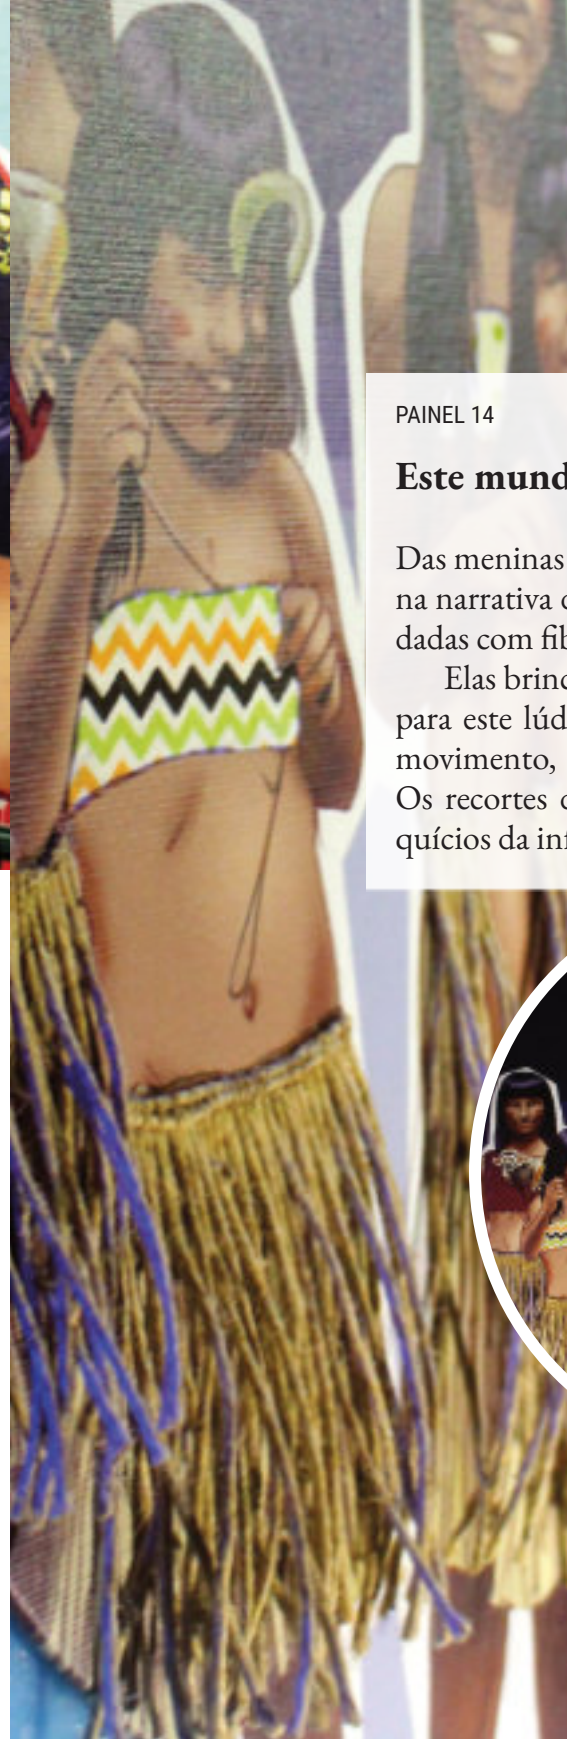 PAINEL 14
Este mund
Das meninas
na narrativa
dadas com fib
Elas brinc
para este lúd
movimento,
Os recortes
quícios da inf